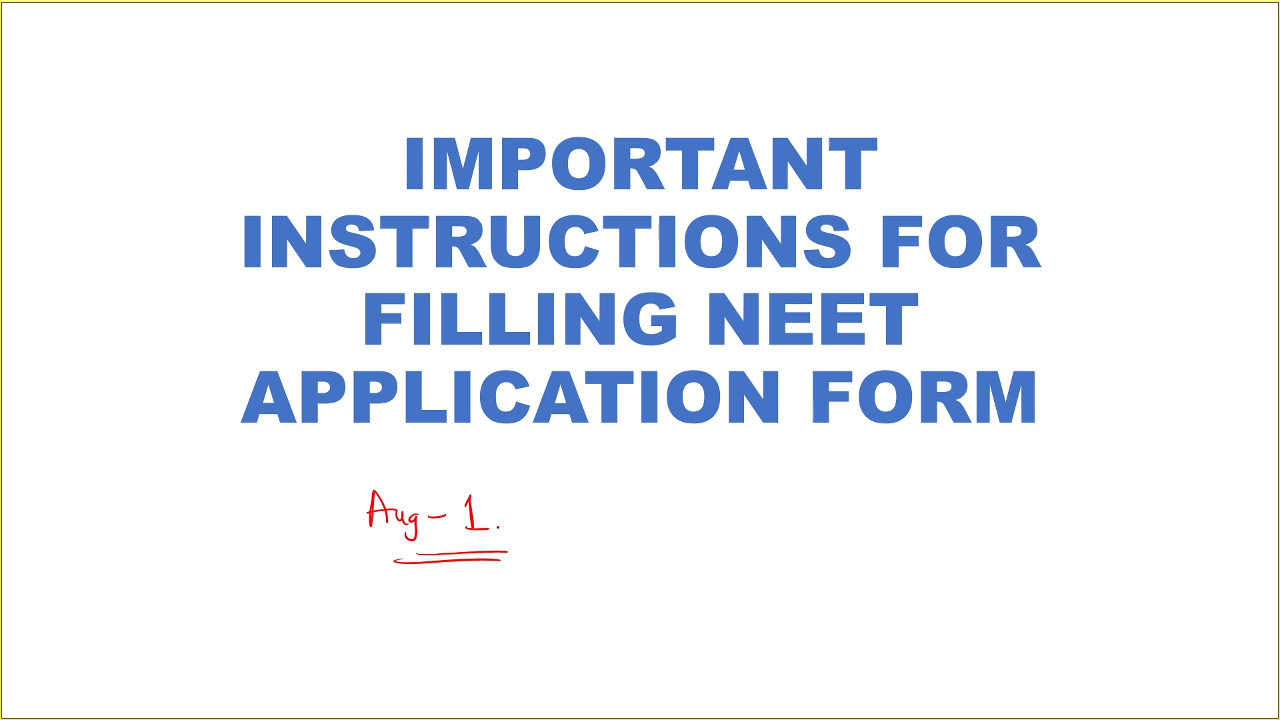 IMPORTANT
INSTRUCTIONS FOR
FILLING NEET
APPLICATION FORM
Aug - 1.